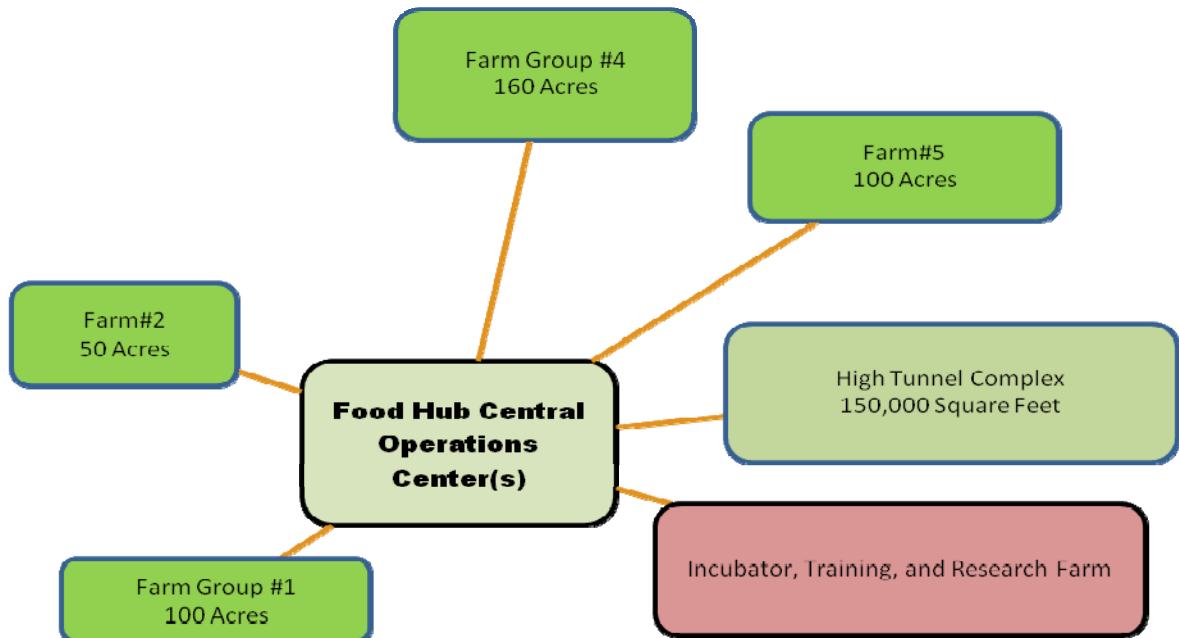 Farm Group #4
160 Acres
Farm#5
100 Acres
Farm#2
50 Acres
High Tunnel Complex
150,000 Square Feet
Food Hub Central
Operations
Center(s)
Incubator, Training, and Research Farm
Farm Group #1
100 Acres